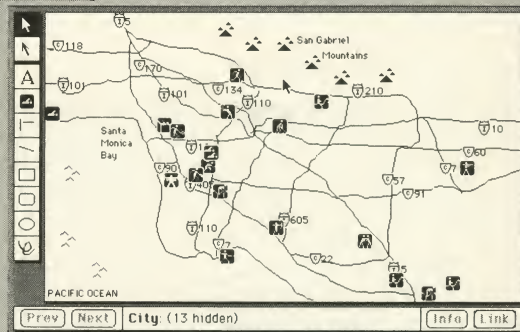 I 5
C 118
C 170
San Gabriel
Mountains
A
I 101
I 101
C 134
I 110
I 210
Santa
Monica
Bay
I 10
C 60
C 90
I 1
I 405
C 57
C 7
C 91
I 605
I 110
C 7
C 22
I 5
PACIFIC OCEAN
Prev
Next
City: (13 hidden)
Info
Link